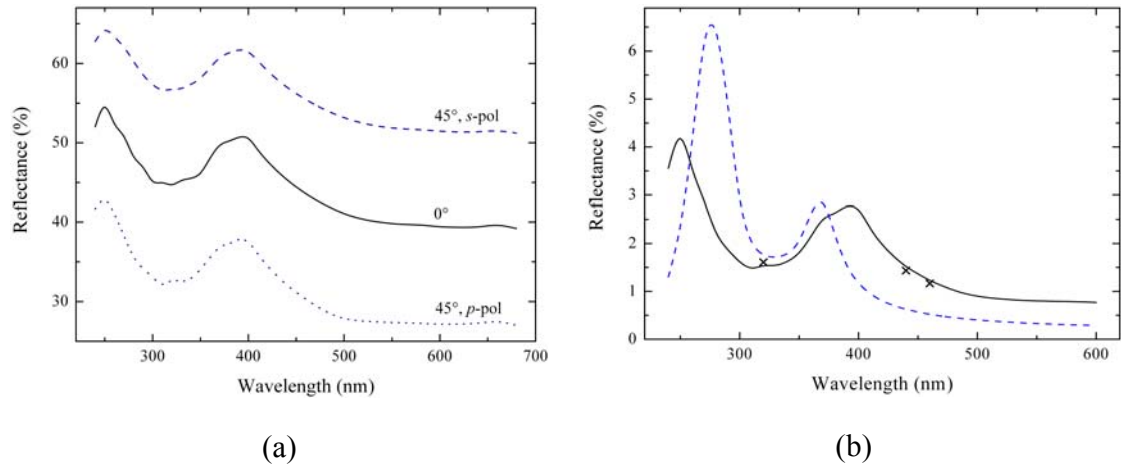 60
50
40
30
Reflectance (%)
45°, s-pol
0°
45°, p-pol
300 400 500 600 700
Wavelength (nm)
(a)
6
5
4
3
2
1
0
Reflectance (%)
300 400 500 600
Wavelength (nm)
(b)